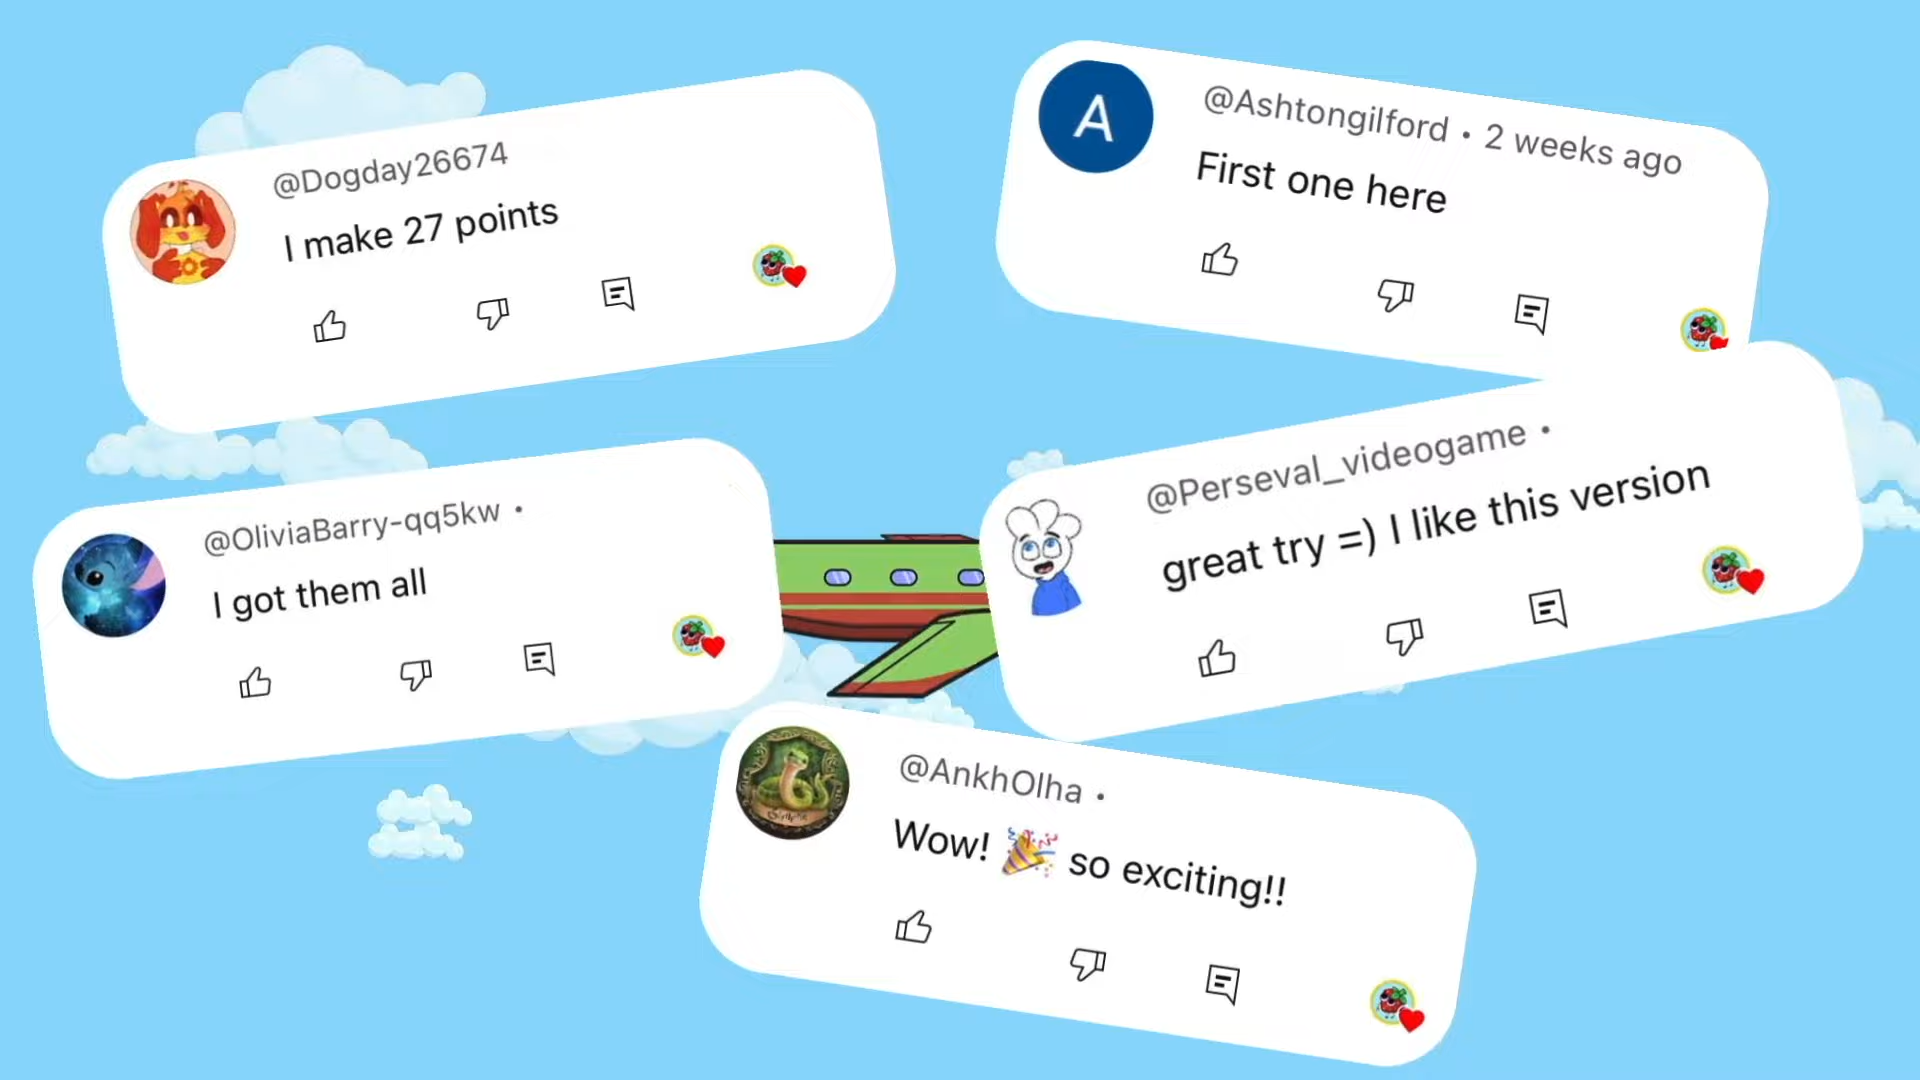 @Dogday26674
I make 27 points
@Ashtongilford • 2 weeks ago
First one here
@OliviaBarry-qq5kw •
I got them all
@Perseval_videogame •
great try =) I like this version
@AnkhOlha •
Wow! 🎉 so exciting!!